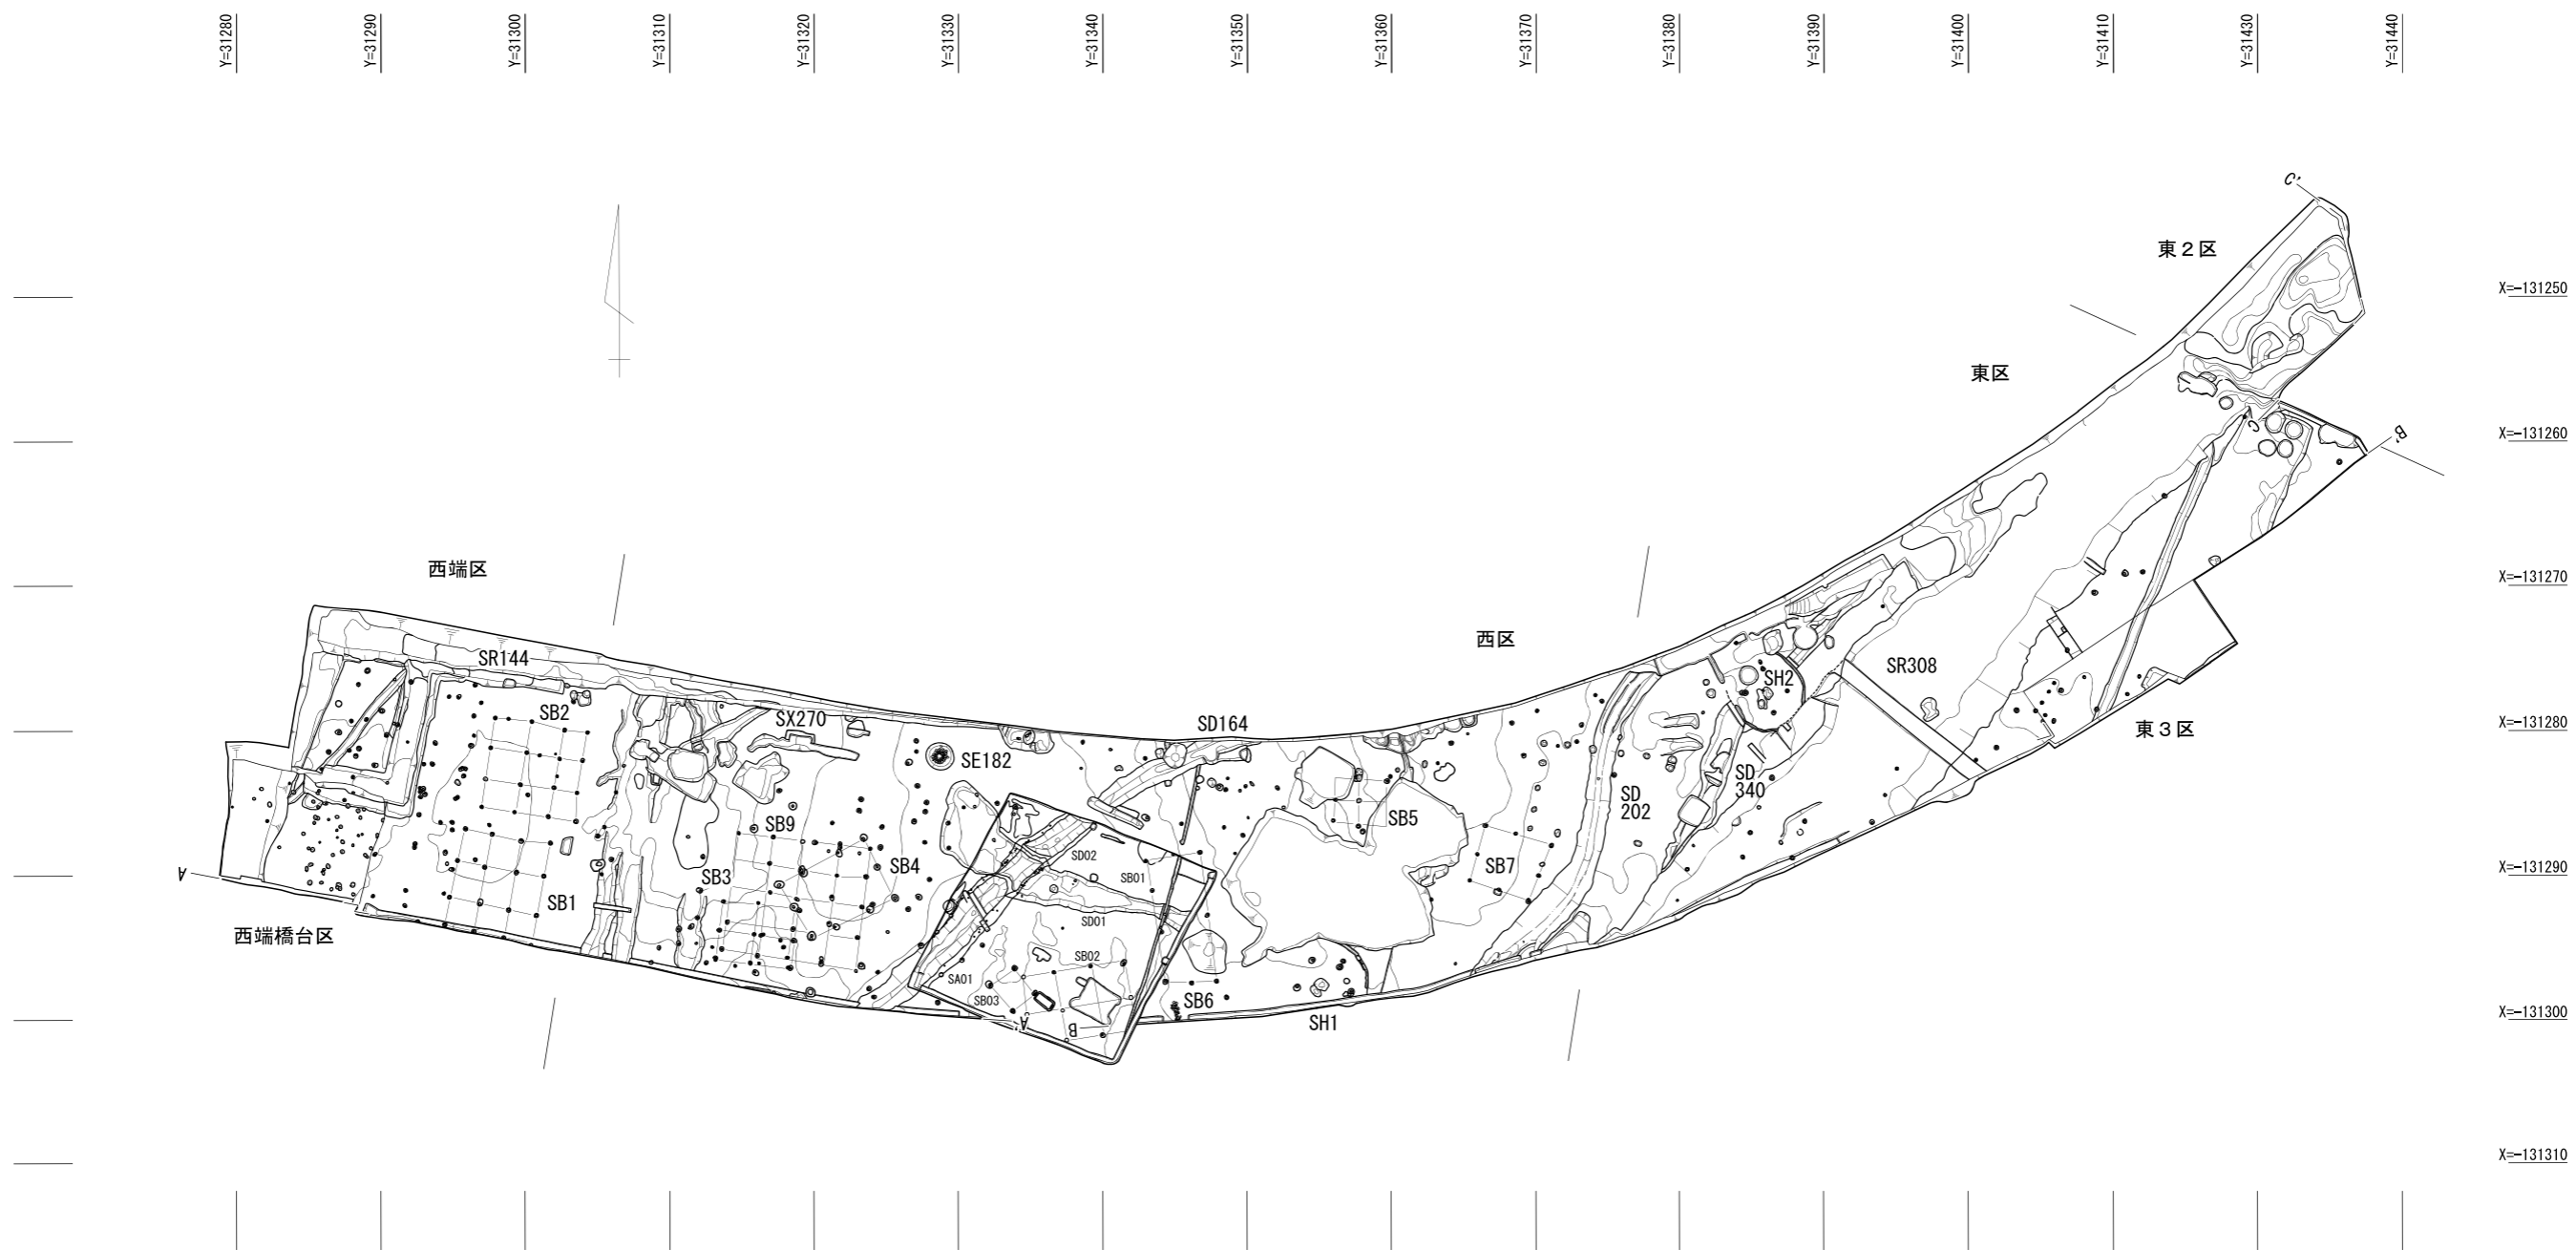 Y=31280
Y=31290
Y=31300
Y=31310
Y=31320
Y=31330
Y=31340
Y=31350
Y=31360
Y=31370
Y=31380
Y=31390
Y=31400
Y=31410
Y=31430
Y=31440
C'
東2区
X=-131250
東区
B'
X=-131260
C
西端区
X=-131270
西区
SR144
SR308
SH2
SB2
SX270
SD164
X=-131280
東3区
SE182
SD
340
SD
202
SB9
SB5
SD02
SB4
SB7
SB3
SB01
A
X=-131290
SB1
SD01
西端橋台区
SB02
SA01
SB03
SB6
A'
B
SH1
X=-131300
X=-131310